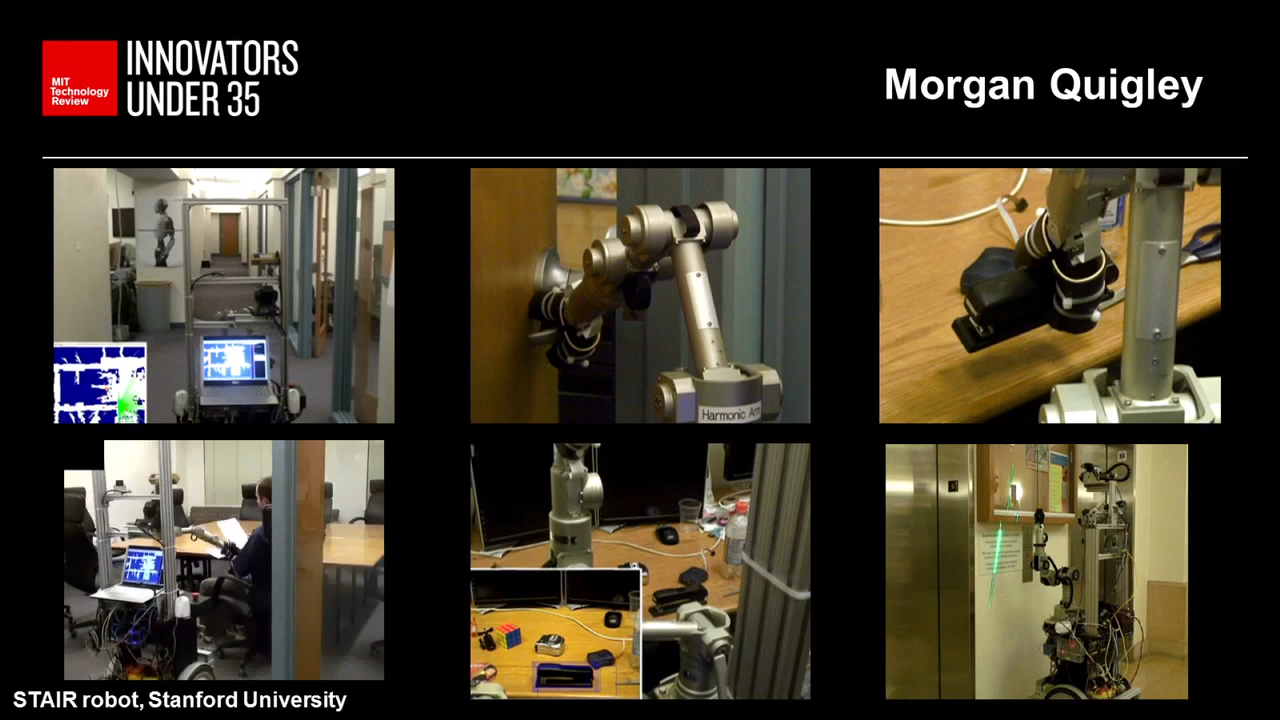 MIT
Technology
Review
INNOVATORS
UNDER 35
Morgan Quigley
Harmonic Arm
STAIR robot, Stanford University